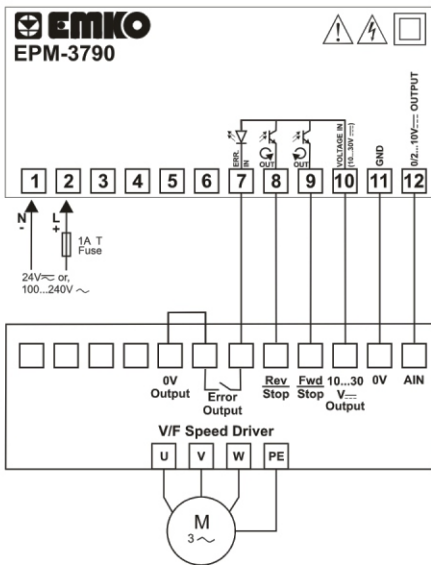 EMKO
EPM-3790
ERR. IN
OUT
OUT
VOLTAGE IN
(10...30V⎓)
GND
0/2...10V⎓ OUTPUT
1 2 3 4 5 6 7 8 9 10 11 12
N L
- +
1A T
Fuse
24V⎓∼ or,
100...240V ∼
0V
Output
Error
Output
Rev
Stop
Fwd
Stop
10...30
V⎓
Output
0V
AIN
V/F Speed Driver
U V W PE
M
3 ∼